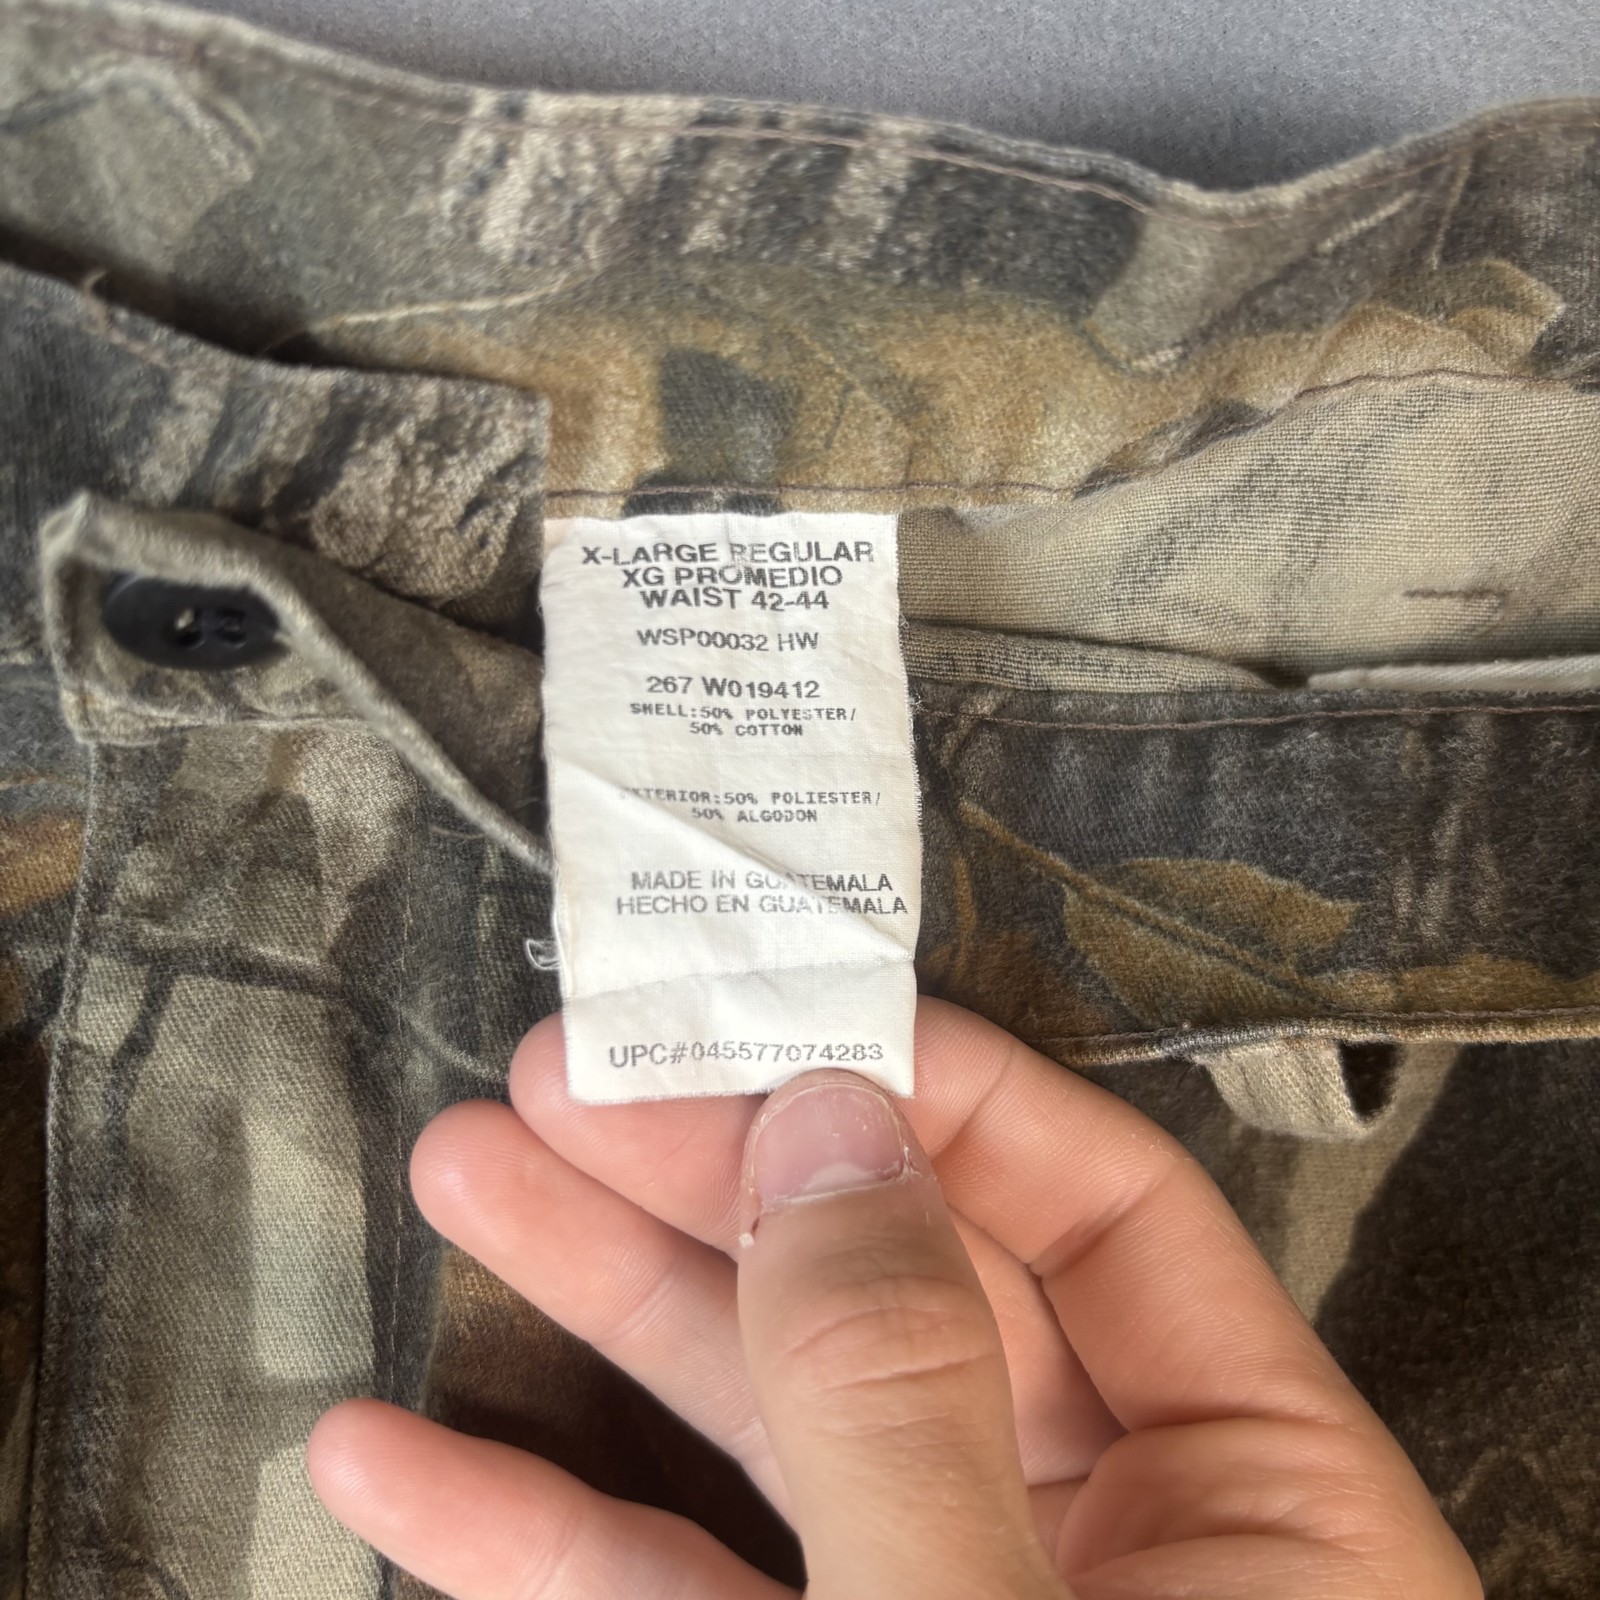 X-LARGE REGULAR
XG PROMEDIO
WAIST 42-44
WSP00032 HW
267 W019412
SHELL:50% POLYESTER/
50% COTTON
EXTERIOR:50% POLIESTER/
50% ALGODON
MADE IN GUATEMALA
HECHO EN GUATEMALA
UPC#045577074283